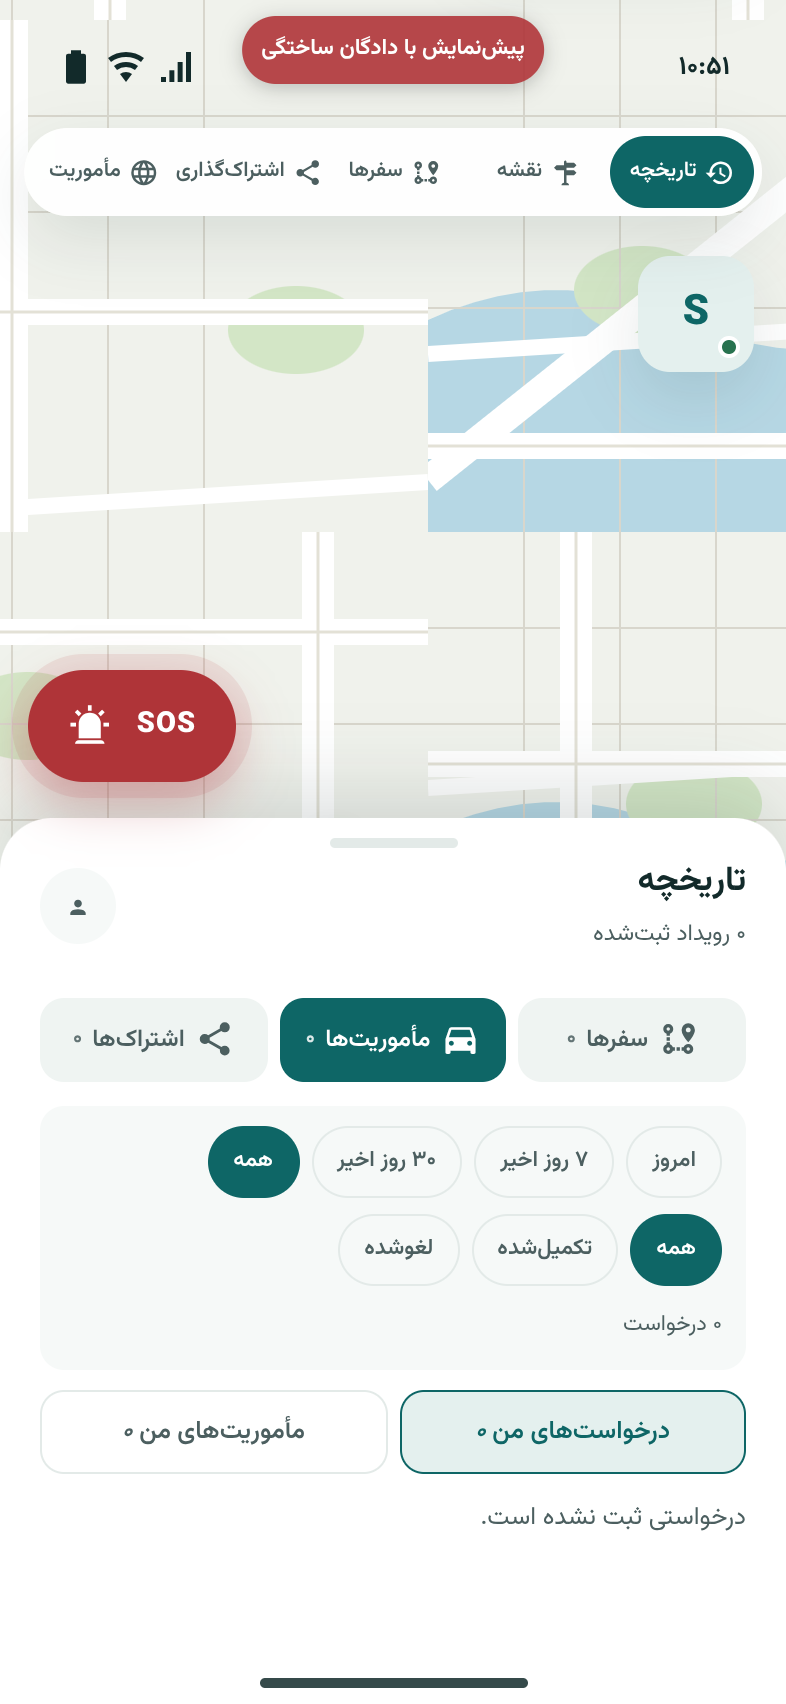 ۱۰:۵۱
پیش‌نمایش با دادگان ساختگی
تاریخچه
نقشه
سفرها
اشتراک‌گذاری
مأموریت
S
SOS
تاریخچه
۰ رویداد ثبت‌شده
سفرها ۰
مأموریت‌ها ۰
اشتراک‌ها ۰
امروز
۷ روز اخیر
۳۰ روز اخیر
همه
همه
تکمیل‌شده
لغوشده
۰ درخواست
درخواست‌های من ۰
مأموریت‌های من ۰
درخواستی ثبت نشده است.